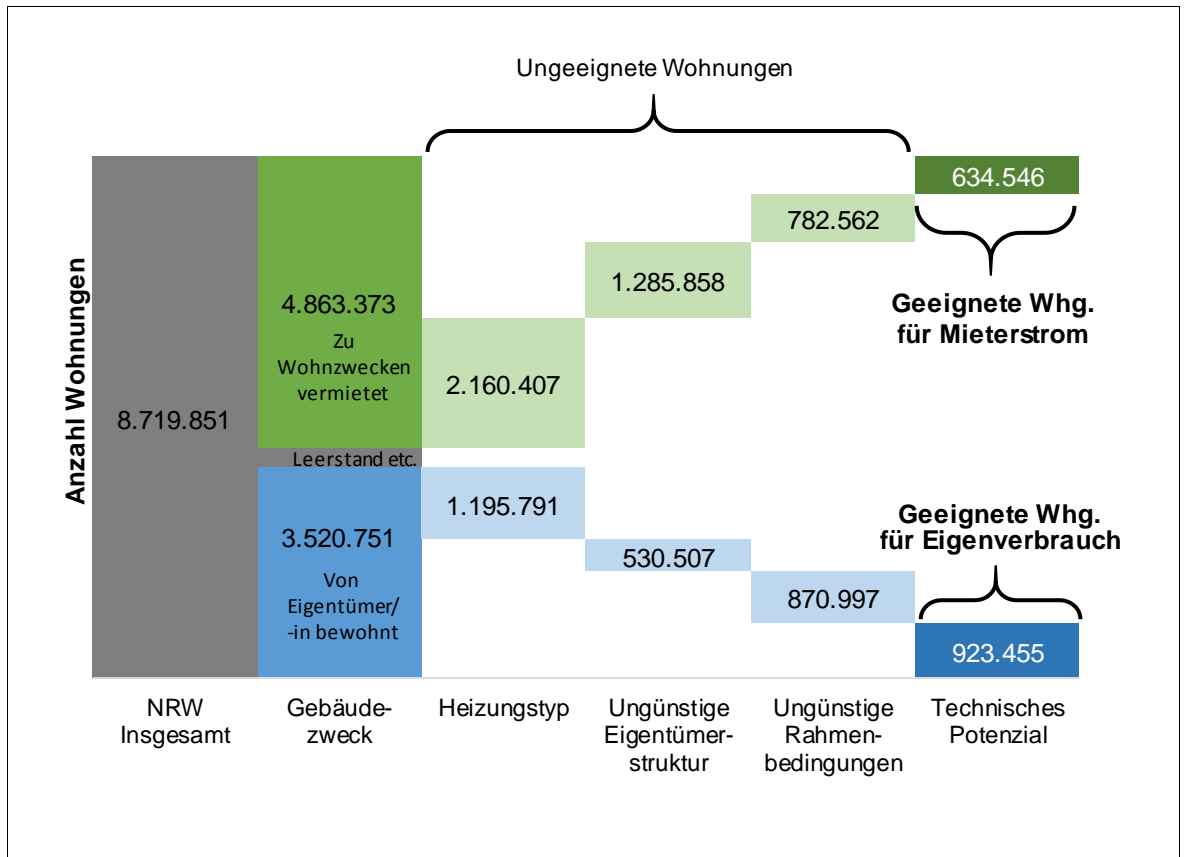 Ungeeignete Wohnungen
634.546
782.562
1.285.858
Geeignete Whg.
für Mieterstrom
4.863.373
Zu
Wohnzwecken
vermietet
2.160.407
8.719.851
Anzahl Wohnungen
Leerstand etc.
1.195.791
Geeignete Whg.
für Eigenverbrauch
3.520.751
530.507
Von
Eigentümer/
-in bewohnt
870.997
923.455
NRW
Insgesamt
Gebäude-
zweck
Heizungstyp
Ungünstige
Eigentümer-
struktur
Ungünstige
Rahmen-
bedingungen
Technisches
Potenzial